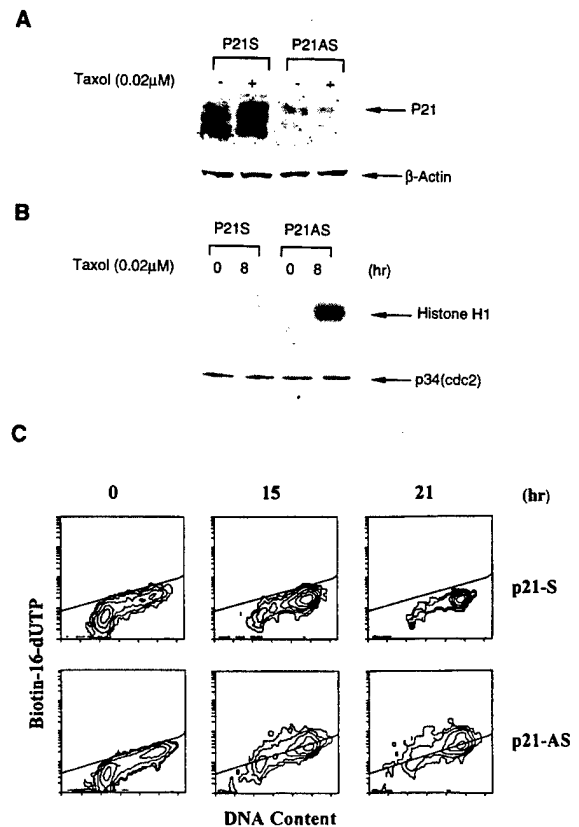 A
P21S P21AS
Taxol (0.02μM) - + - +
P21
β-Actin
B
P21S P21AS
Taxol (0.02μM) 0 8 0 8 (hr)
Histone H1
p34(cdc2)
C
0 15 21 (hr)
p21-S
Biotin-16-dUTP
p21-AS
DNA Content